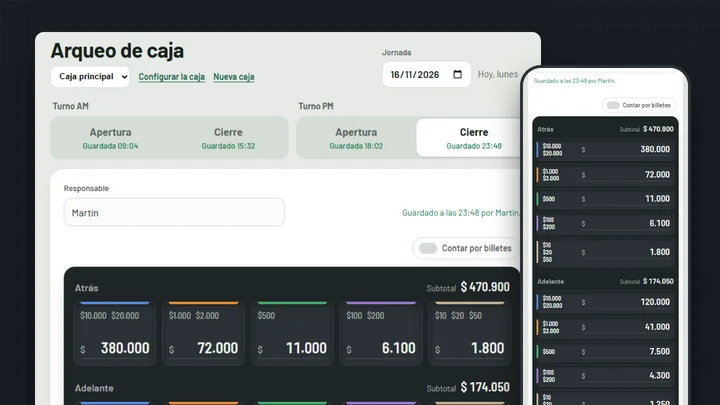 Arqueo de caja
Caja principal
Configurar la caja
Nueva caja
Jornada
16/11/2026
Hoy, lunes
Turno AM
Apertura
Guardada 09:04
Cierre
Guardado 15:32
Turno PM
Apertura
Guardada 18:02
Cierre
Guardado 23:48
Responsable
Martín
Guardado a las 23:48 por Martín.
Contar por billetes
Atrás
Subtotal $ 470.900
$10.000 $20.000
$ 380.000
$1.000 $2.000
$ 72.000
$500
$ 11.000
$100 $200
$ 6.100
$10 $20 $50
$ 1.800
Adelante
Subtotal $ 174.050
Guardado a las 23:48 por Martín.
Contar por billetes
Atrás
Subtotal $ 470.900
$10.000
$20.000
$ 380.000
$1.000
$2.000
$ 72.000
$500
$ 11.000
$100
$200
$ 6.100
$10
$20
$50
$ 1.800
Adelante
Subtotal $ 174.050
$10.000
$20.000
$ 120.000
$1.000
$2.000
$ 41.000
$500
$ 7.500
$100
$200
$ 4.300
$10
$20
$ 1.250